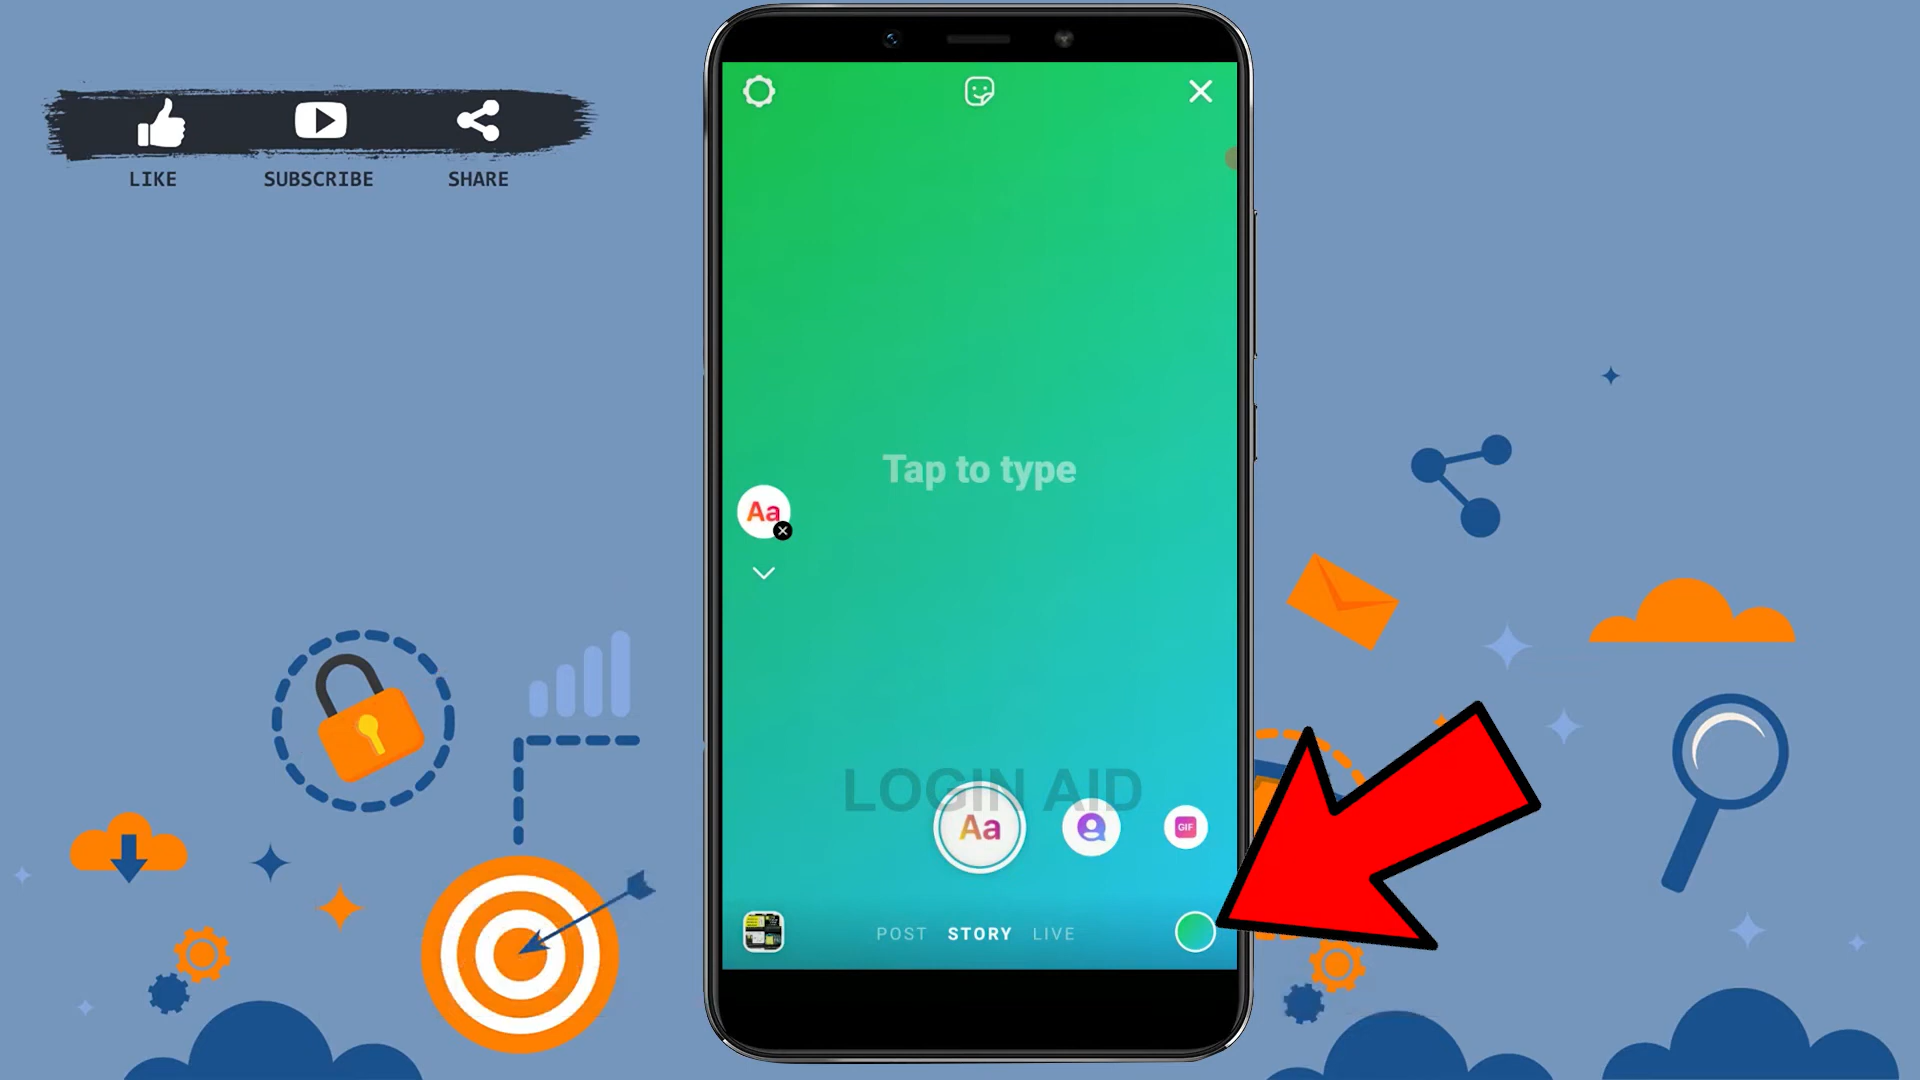 LIKE SUBSCRIBE SHARE
Tap to type
Aa
LOGIN AID
Aa GIF
POST STORY LIVE